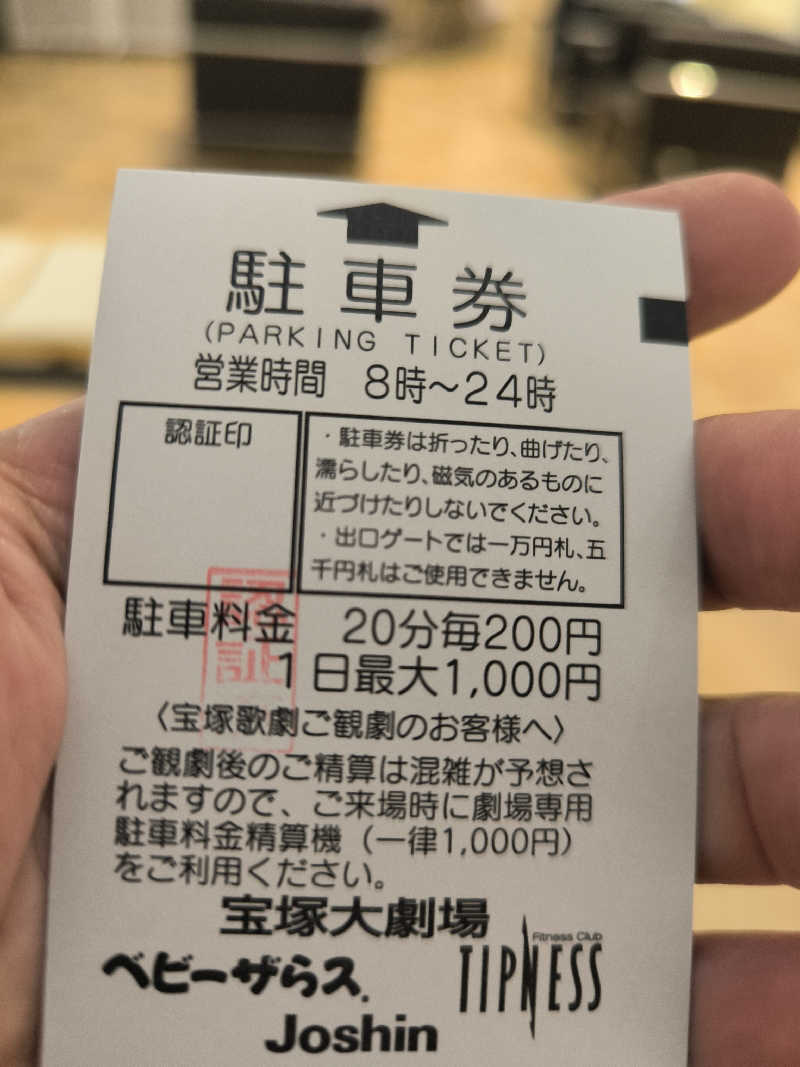 駐車券
(PARKING TICKET)
営業時間 8時～24時
認証印
・駐車券は折ったり、曲げたり、
濡らしたり、磁気のあるものに
近づけたりしないでください。
・出口ゲートでは一万円札、五
千円札はご使用できません。
認証
駐車料金 20分毎200円
1日最大1,000円
〈宝塚歌劇ご観劇のお客様へ〉
ご観劇後のご精算は混雑が予想さ
れますので、ご来場時に劇場専用
駐車料金精算機（一律1,000円）
をご利用ください。
宝塚大劇場
ベビーザらス.
Fitness Club
TIPNESS
Joshin